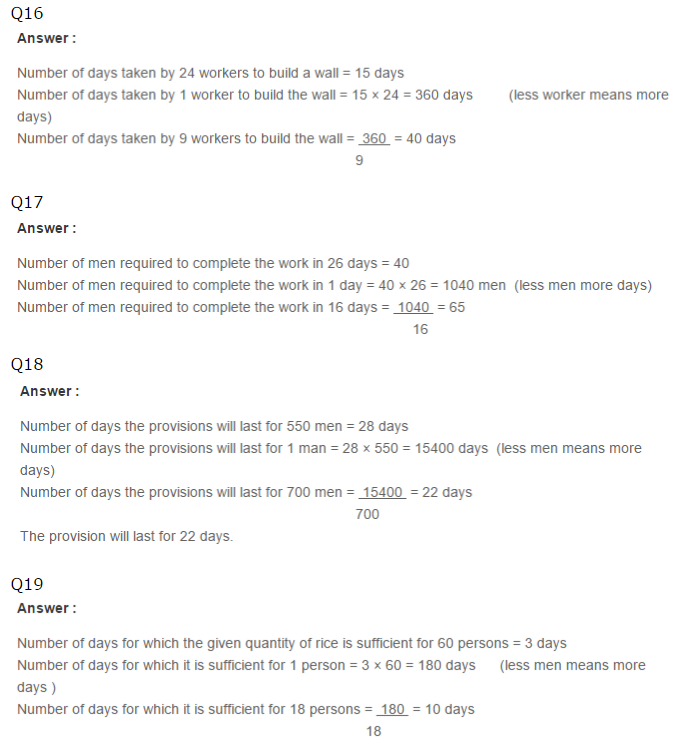 Q16
Answer :
Number of days taken by 24 workers to build a wall = 15 days
Number of days taken by 1 worker to build the wall = 15 × 24 = 360 days (less worker means more
days)
Number of days taken by 9 workers to build the wall = 360 = 40 days
9
Q17
Answer :
Number of men required to complete the work in 26 days = 40
Number of men required to complete the work in 1 day = 40 × 26 = 1040 men (less men more days)
Number of men required to complete the work in 16 days = 1040 = 65
16
Q18
Answer :
Number of days the provisions will last for 550 men = 28 days
Number of days the provisions will last for 1 man = 28 × 550 = 15400 days (less men means more
days)
Number of days the provisions will last for 700 men = 15400 = 22 days
700
The provision will last for 22 days.
Q19
Answer :
Number of days for which the given quantity of rice is sufficient for 60 persons = 3 days
Number of days for which it is sufficient for 1 person = 3 × 60 = 180 days (less men means more
days )
Number of days for which it is sufficient for 18 persons = 180 = 10 days
18